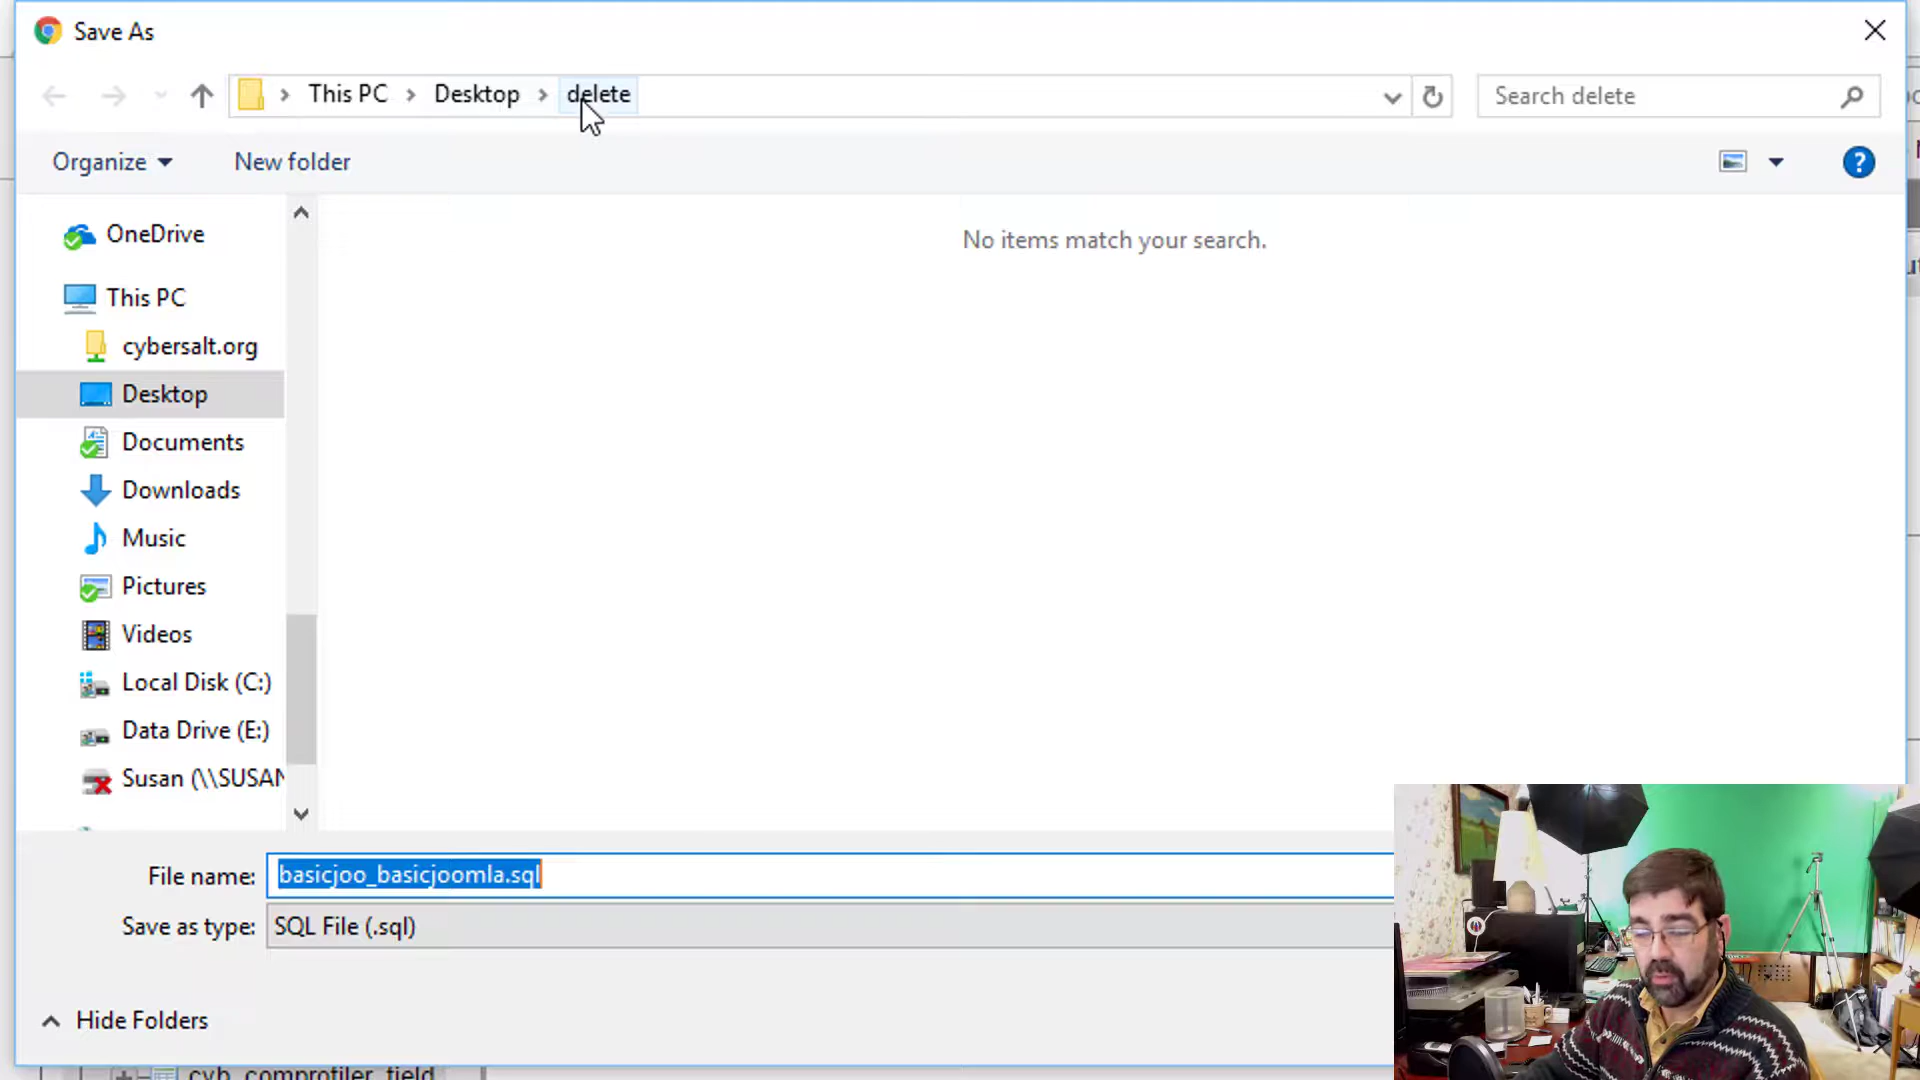 Save As
This PC
Desktop
delete
Search delete
Organize
New folder
OneDrive
No items match your search.
This PC
cybersalt.org
Desktop
Documents
Downloads
Music
Pictures
Videos
Local Disk (C:)
Data Drive (E:)
Susan (\\SUSAN
File name: basicjoo_basicjoomla.sql
Save as type: SQL File (.sql)
Hide Folders
cyb_comprofiler_field